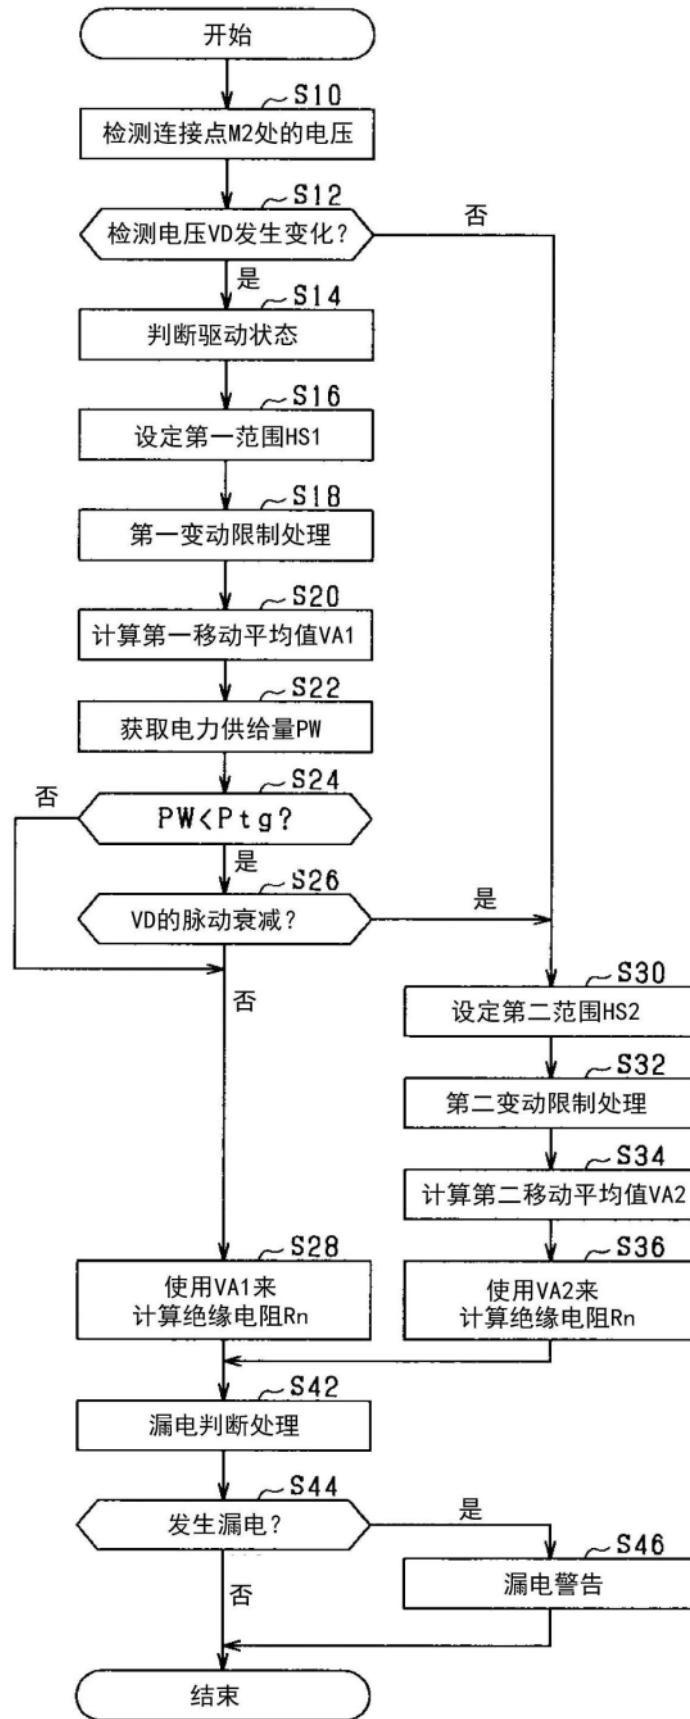 开始
S10
检测连接点M2处的电压
S12
检测电压VD发生变化?
否
是
S14
判断驱动状态
S16
设定第一范围HS1
S18
第一变动限制处理
S20
计算第一移动平均值VA1
S22
获取电力供给量PW
S24
否
PW<Ptg?
是
S26
VD的脉动衰减?
是
否
S30
设定第二范围HS2
S32
第二变动限制处理
S34
计算第二移动平均值VA2
S28
使用VA1来
计算绝缘电阻Rn
S36
使用VA2来
计算绝缘电阻Rn
S42
漏电判断处理
S44
发生漏电?
是
否
S46
漏电警告
结束